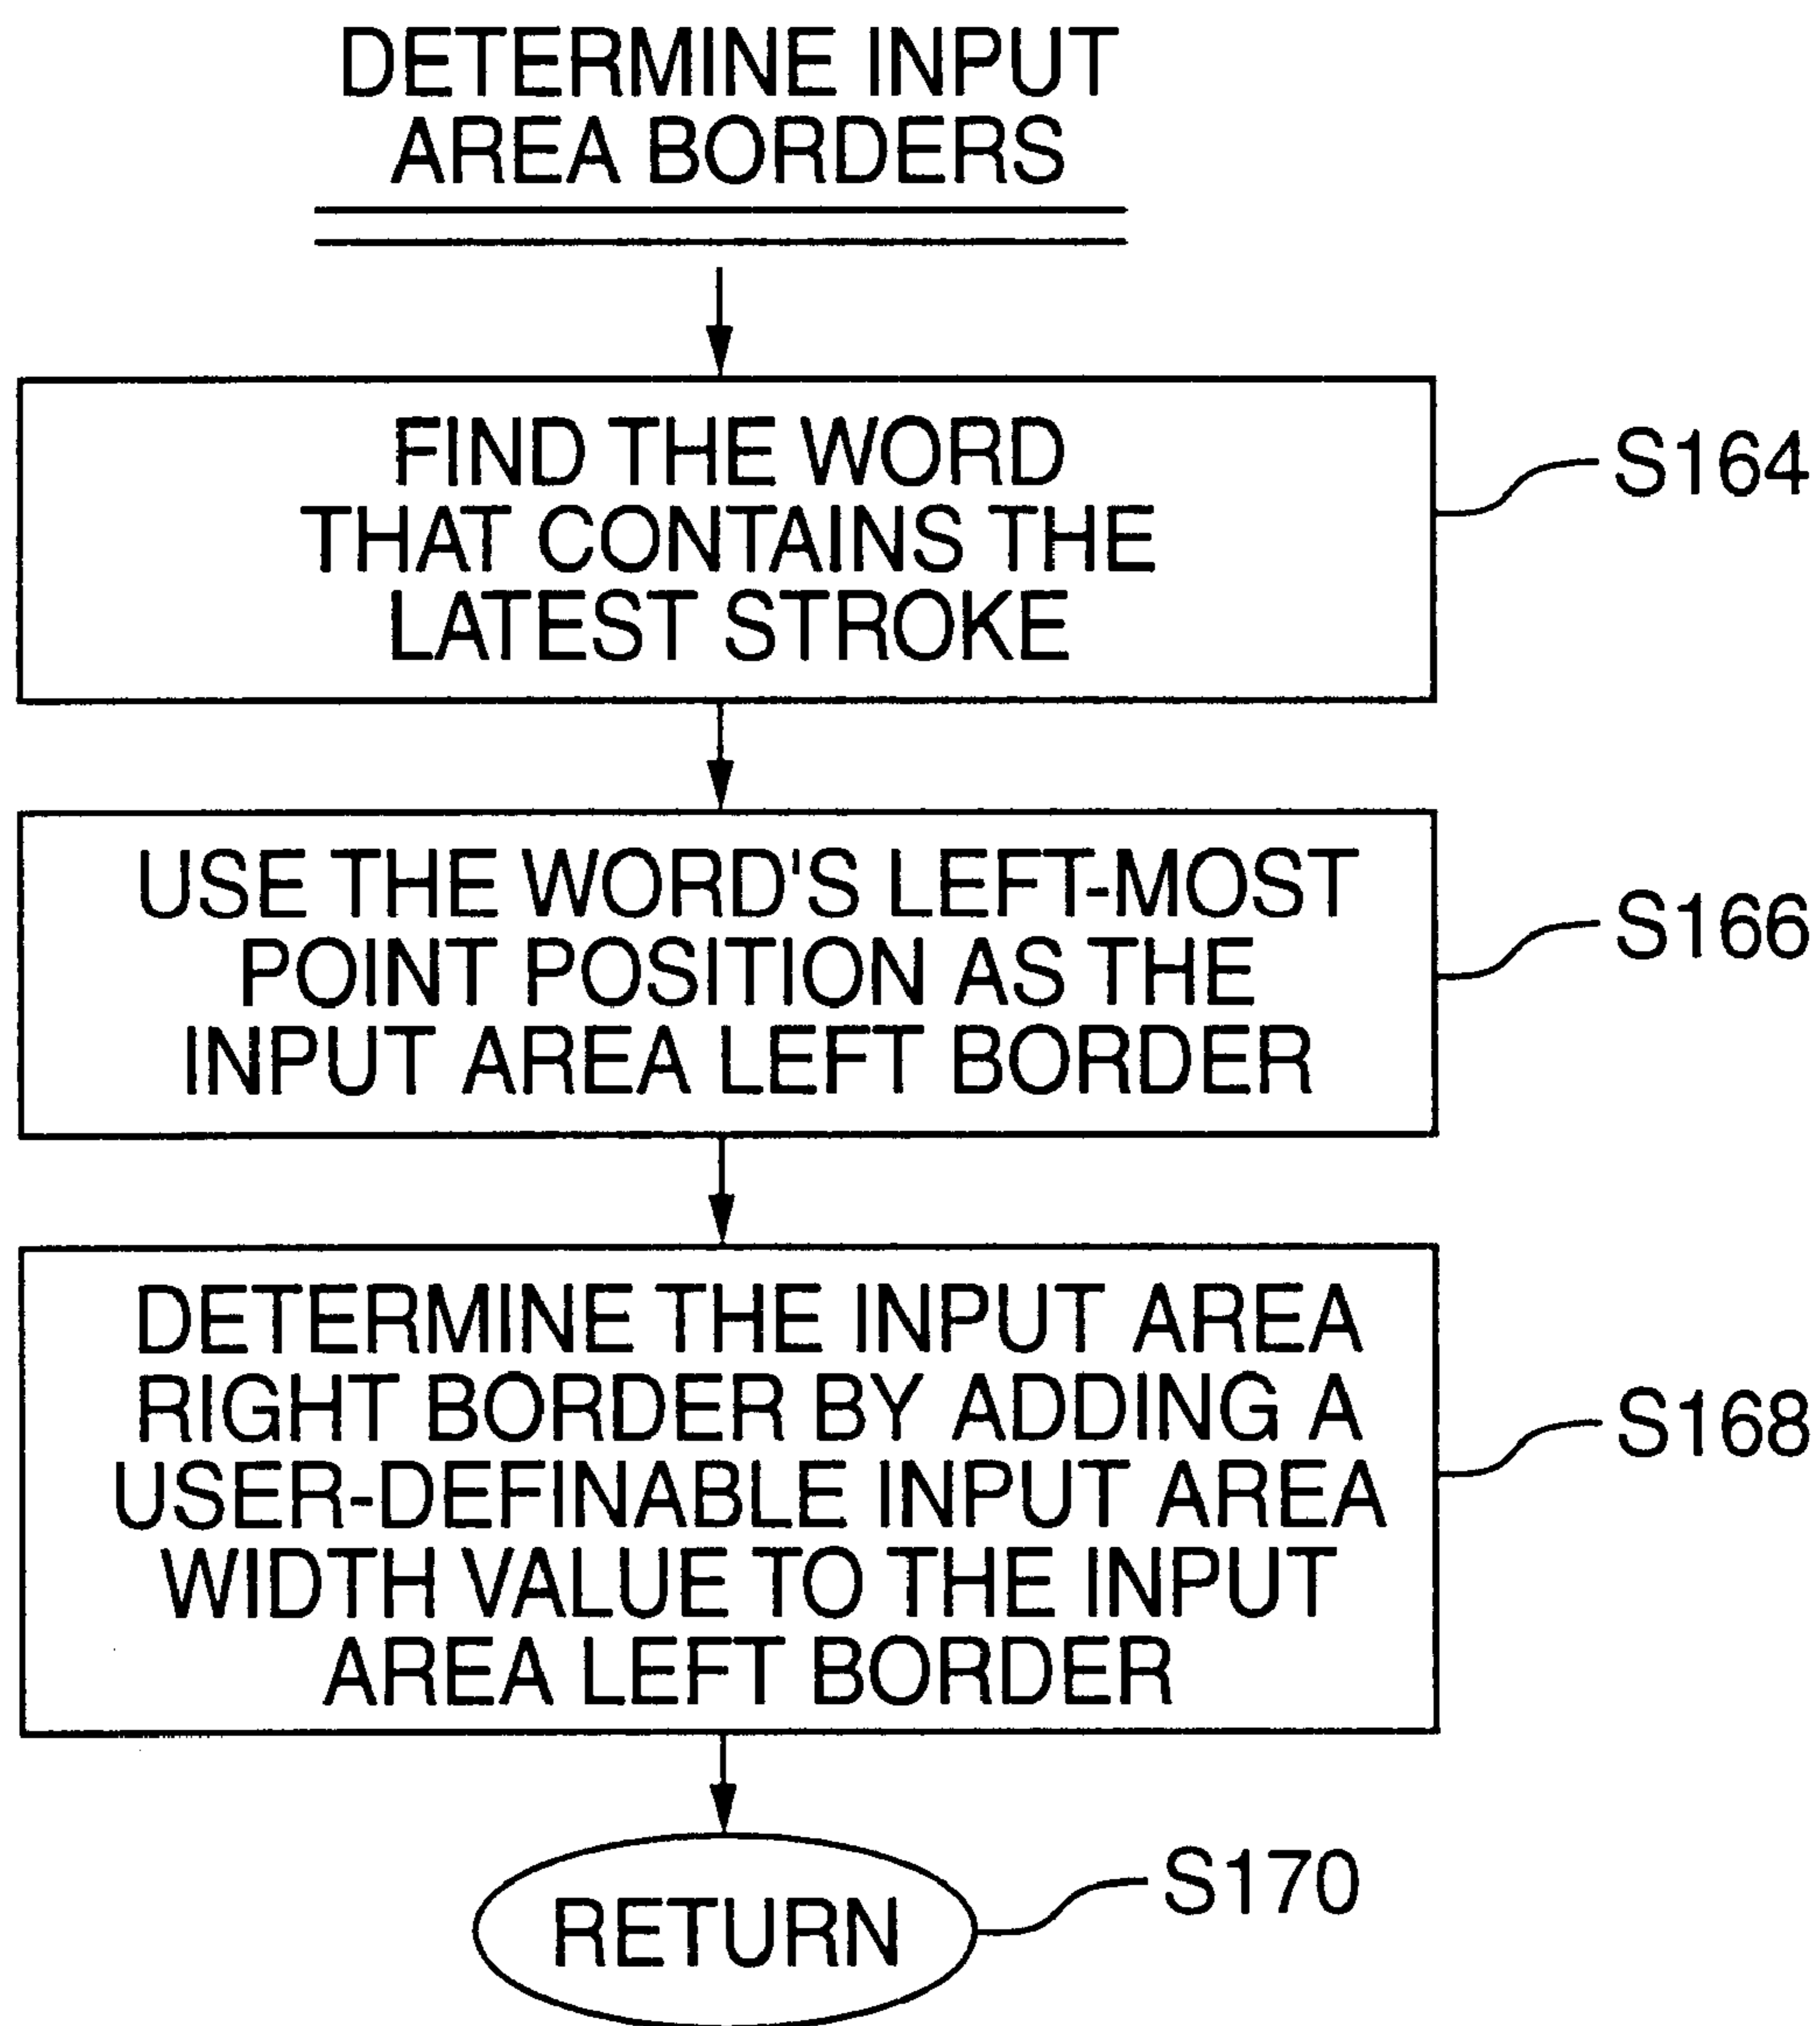 DETERMINE INPUT
AREA BORDERS
FIND THE WORD
THAT CONTAINS THE
LATEST STROKE
S164
USE THE WORD'S LEFT-MOST
POINT POSITION AS THE
INPUT AREA LEFT BORDER
S166
DETERMINE THE INPUT AREA
RIGHT BORDER BY ADDING A
USER-DEFINABLE INPUT AREA
WIDTH VALUE TO THE INPUT
AREA LEFT BORDER
S168
RETURN
S170